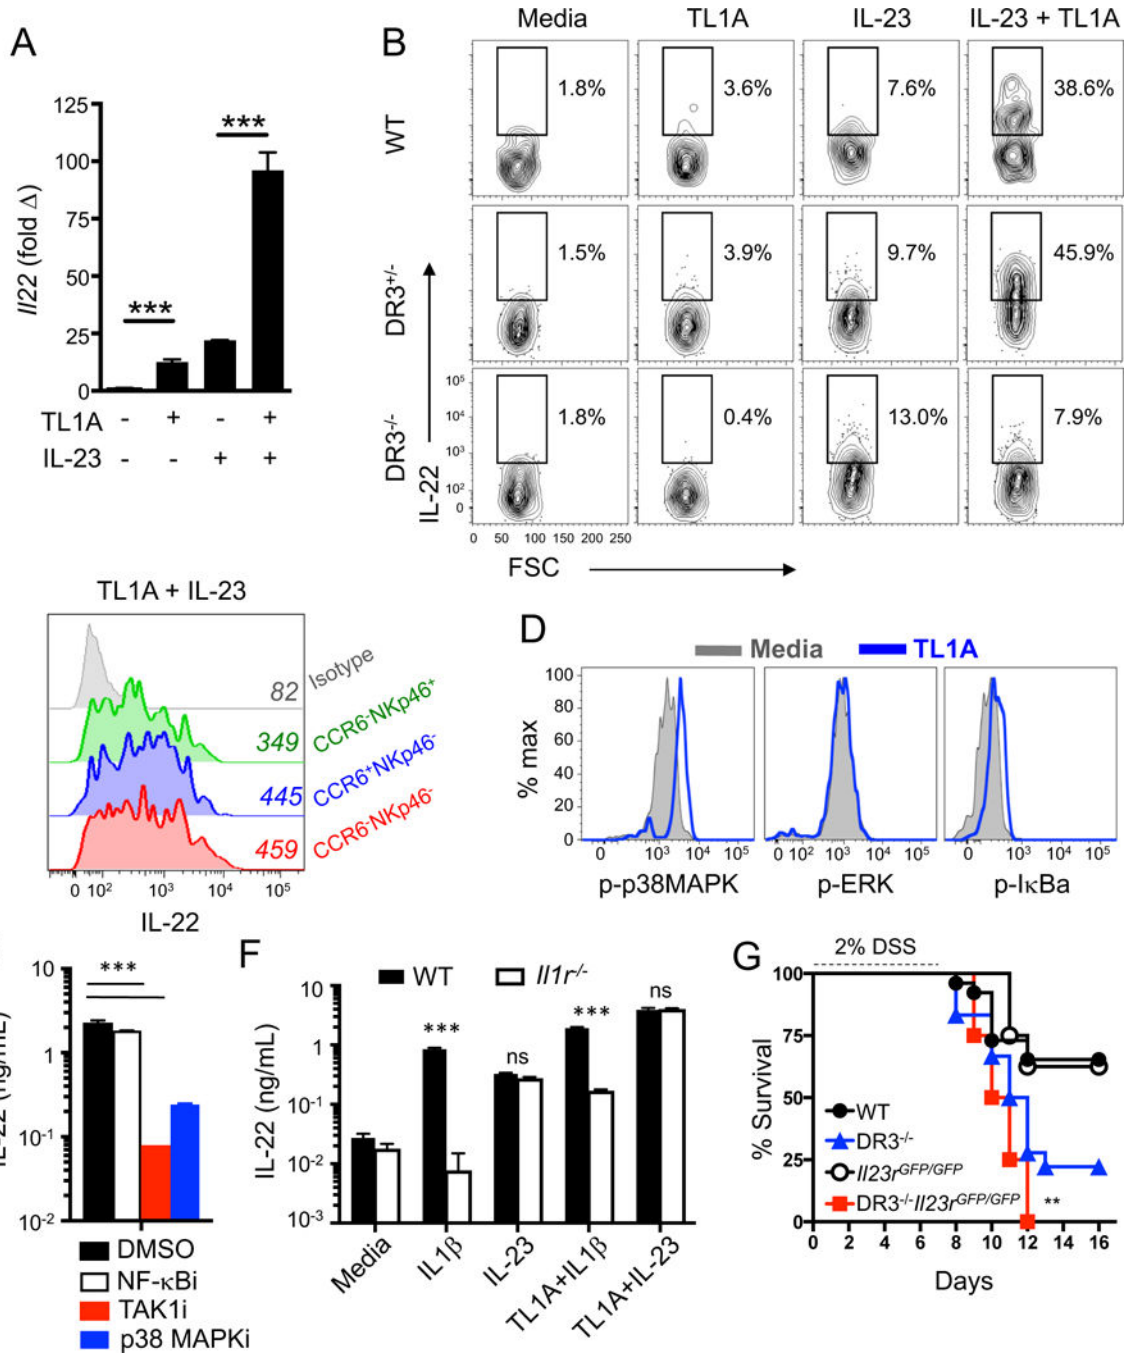 A
125
100
75
50
25
0
Il22 (fold Δ)
***
***
TL1A - + - +
IL-23 - - + +
B
Media TL1A IL-23 IL-23 + TL1A
WT
1.8% 3.6% 7.6% 38.6%
DR3+/-
1.5% 3.9% 9.7% 45.9%
DR3-/-
1.8% 0.4% 13.0% 7.9%
IL-22
10⁵
10⁴
10³
10²
0
0 50 100 150 200 250
FSC
TL1A + IL-23
82 Isotype
349 CCR6-NKp46+
445 CCR6+NKp46-
459 CCR6-NKp46-
0 10² 10³ 10⁴ 10⁵
IL-22
D
Media TL1A
% max
100
80
60
40
20
0
0 10³ 10⁴ 10⁵
p-p38MAPK
0 10³ 10⁴ 10⁵
p-ERK
0 10³ 10⁴ 10⁵
p-IκBa
IL-22 (ng/mL)
10
1
10⁻¹
10⁻²
***
DMSO
NF-κBi
TAK1i
p38 MAPKi
F
WT Il1r-/-
IL-22 (ng/mL)
10
1
10⁻¹
10⁻²
10⁻³
*** ns *** ns
Media
IL1β
IL-23
TL1A+IL1β
TL1A+IL-23
G
2% DSS
% Survival
100
75
50
25
0
WT
DR3-/-
Il23rGFP/GFP
DR3-/-Il23rGFP/GFP
**
0 2 4 6 8 10 12 14 16
Days